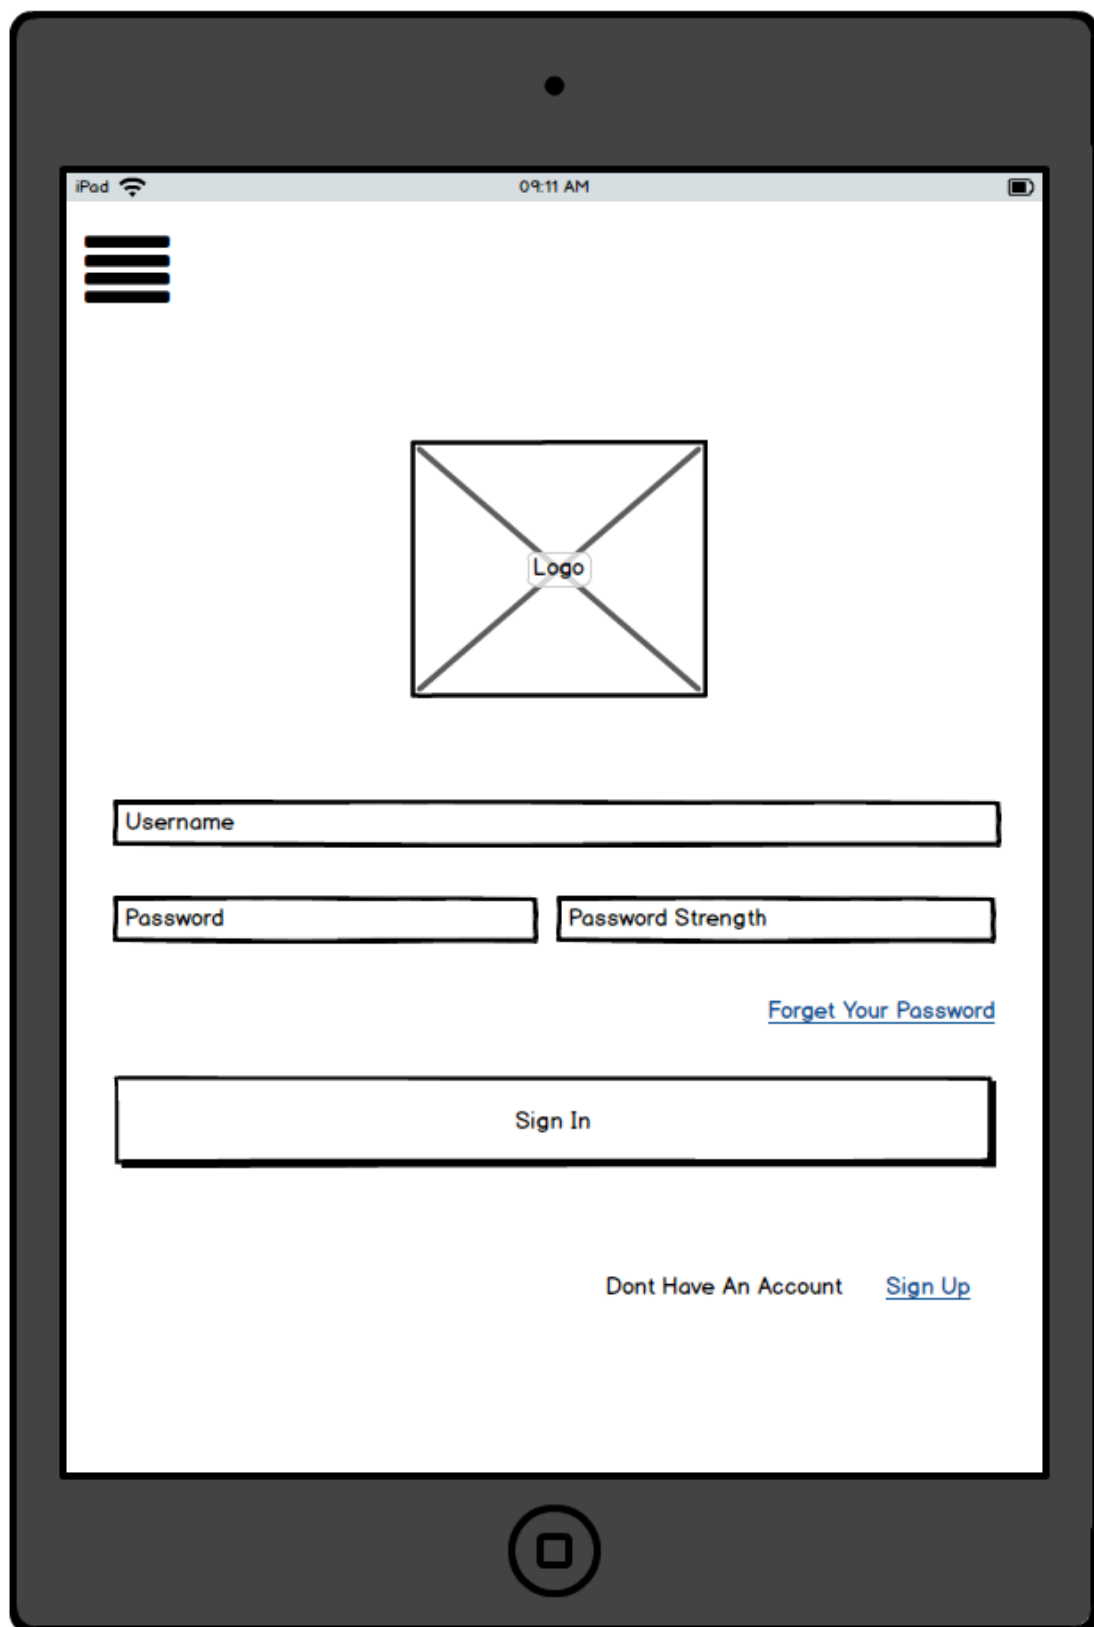 iPad
09:11 AM
Logo
Username
Password
Password Strength
Forget Your Password
Sign In
Dont Have An Account Sign Up